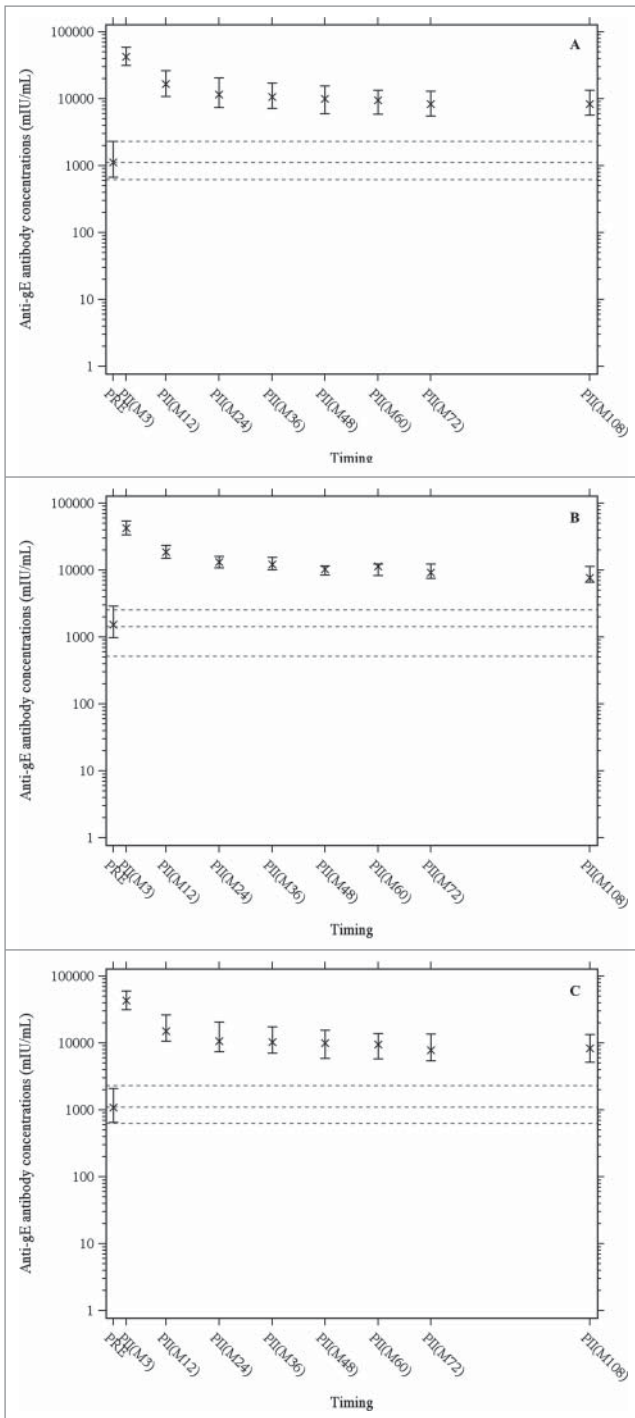 A
Anti-gE antibody concentrations (mIU/mL)
100000
10000
1000
100
10
1
PRE
PII(M3)
PII(M12)
PII(M24)
PII(M36)
PII(M48)
PII(M60)
PII(M72)
PII(M108)
Timing
B
Anti-gE antibody concentrations (mIU/mL)
100000
10000
1000
100
10
1
PRE
PII(M3)
PII(M12)
PII(M24)
PII(M36)
PII(M48)
PII(M60)
PII(M72)
PII(M108)
Timing
C
Anti-gE antibody concentrations (mIU/mL)
100000
10000
1000
100
10
1
PRE
PII(M3)
PII(M12)
PII(M24)
PII(M36)
PII(M48)
PII(M60)
PII(M72)
PII(M108)
Timing